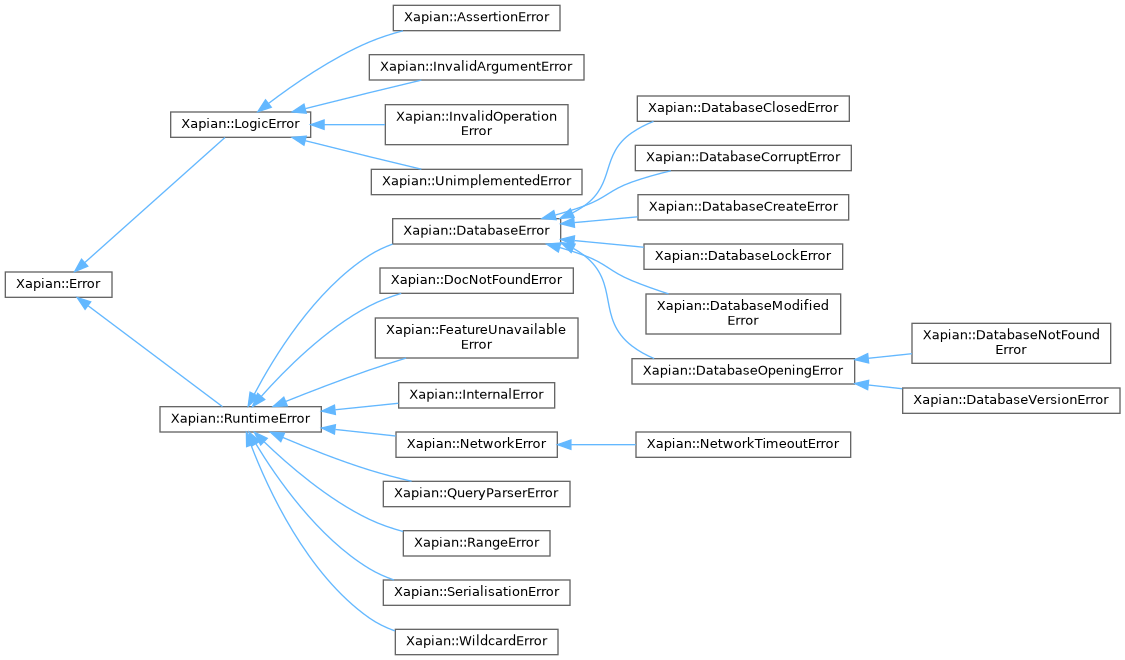 Xapian::AssertionError
Xapian::InvalidArgumentError
Xapian::LogicError
Xapian::InvalidOperation
Error
Xapian::UnimplementedError
Xapian::DatabaseClosedError
Xapian::DatabaseCorruptError
Xapian::DatabaseCreateError
Xapian::DatabaseError
Xapian::DatabaseLockError
Xapian::Error
Xapian::DocNotFoundError
Xapian::DatabaseModified
Error
Xapian::FeatureUnavailable
Error
Xapian::DatabaseNotFound
Error
Xapian::DatabaseOpeningError
Xapian::DatabaseVersionError
Xapian::InternalError
Xapian::RuntimeError
Xapian::NetworkError
Xapian::NetworkTimeoutError
Xapian::QueryParserError
Xapian::RangeError
Xapian::SerialisationError
Xapian::WildcardError